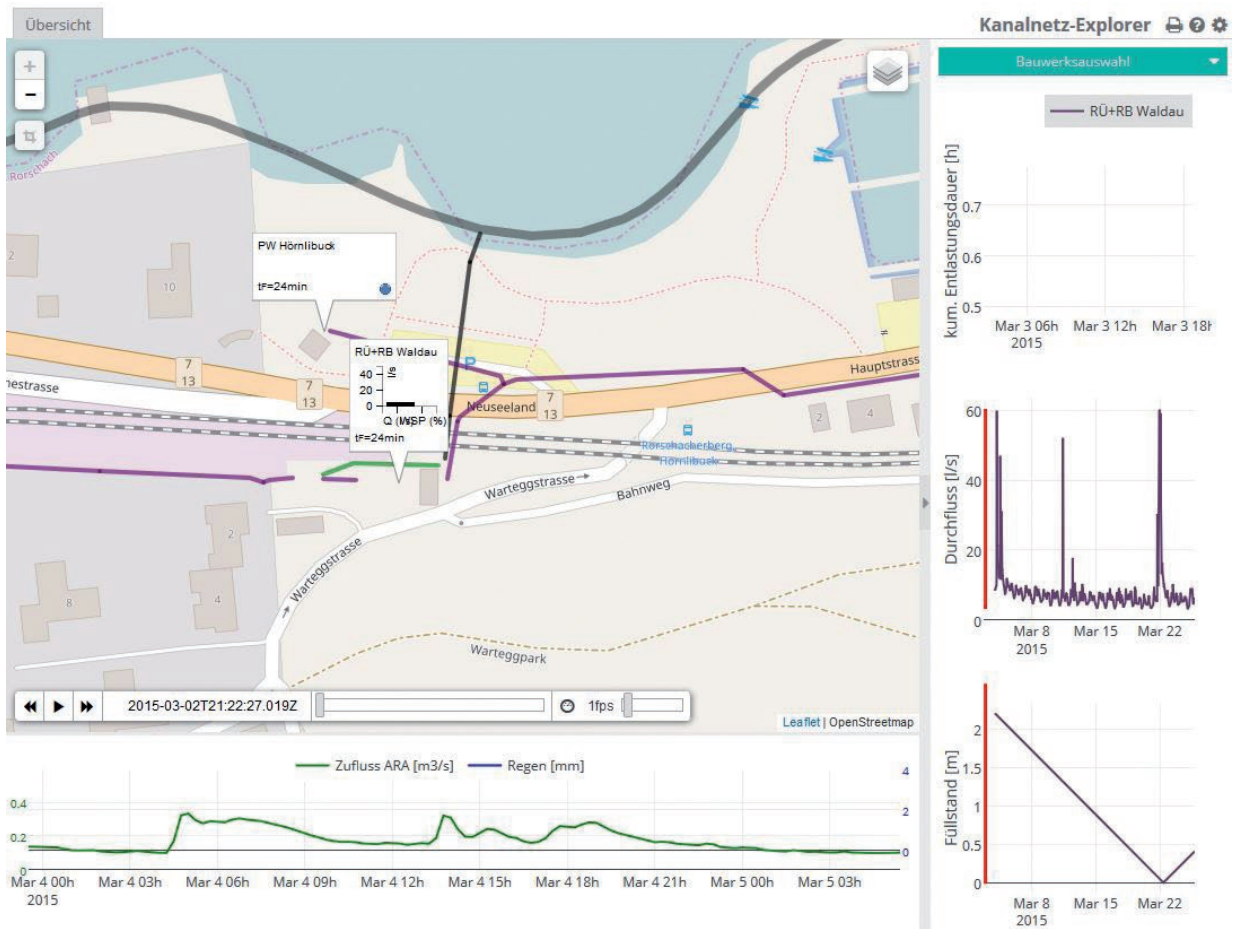 Übersicht
Kanalnetz-Explorer
Bauwerksauswahl
RÜ+RB Waldau
Rorschach
2
10
PW Hörnlibuck
tF=24min
RÜ+RB Waldau
40
l/s
20
0
Q (l/s)
WSP (%)
tF=24min
P
7
13
7
13
7
13
Neuseeland
Hauptstrass
nestrasse
2
4
Rorschacherberg,
Hörnlibuck
Warteggstrasse
Bahnweg
Warteggstrasse
2
4
8
Warteggpark
2015-03-02T21:22:27.019Z
1fps
Leaflet | OpenStreetmap
kum. Entlastungsdauer [h]
0.7
0.6
0.5
Mar 3 06h Mar 3 12h Mar 3 18h
2015
Durchfluss [l/s]
60
40
20
0
Mar 8 Mar 15 Mar 22
2015
Füllstand [m]
2
1.5
1
0.5
0
Mar 8 Mar 15 Mar 22
2015
Zufluss ARA [m3/s] Regen [mm]
0.4
0.2
0
4
2
0
Mar 4 00h Mar 4 03h Mar 4 06h Mar 4 09h Mar 4 12h Mar 4 15h Mar 4 18h Mar 4 21h Mar 5 00h Mar 5 03h
2015